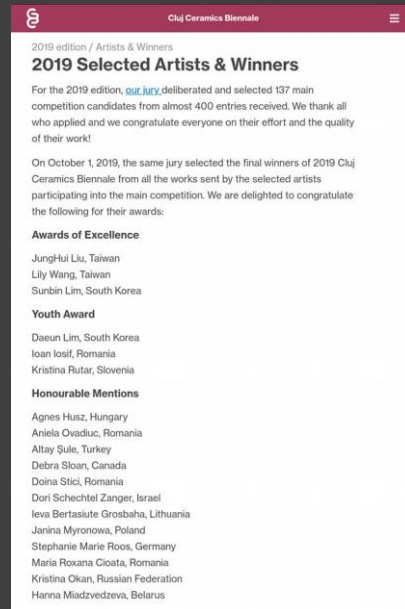 Cluj Ceramics Biennale
2019 edition / Artists & Winners
2019 Selected Artists & Winners
For the 2019 edition, our jury deliberated and selected 137 main
competition candidates from almost 400 entries received. We thank all
who applied and we congratulate everyone on their effort and the quality
of their work!
On October 1, 2019, the same jury selected the final winners of 2019 Cluj
Ceramics Biennale from all the works sent by the selected artists
participating into the main competition. We are delighted to congratulate
the following for their awards:
Awards of Excellence
JungHui Liu, Taiwan
Lily Wang, Taiwan
Sunbin Lim, South Korea
Youth Award
Daeun Lim, South Korea
Ioan Iosif, Romania
Kristina Rutar, Slovenia
Honourable Mentions
Agnes Husz, Hungary
Aniela Ovadiuc, Romania
Altay Şule, Turkey
Debra Sloan, Canada
Doina Stici, Romania
Dori Schechtel Zanger, Israel
Ieva Bertasiute Grosbaha, Lithuania
Janina Myronowa, Poland
Stephanie Marie Roos, Germany
Maria Roxana Cioata, Romania
Kristina Okan, Russian Federation
Hanna Miadzvedzeva, Belarus